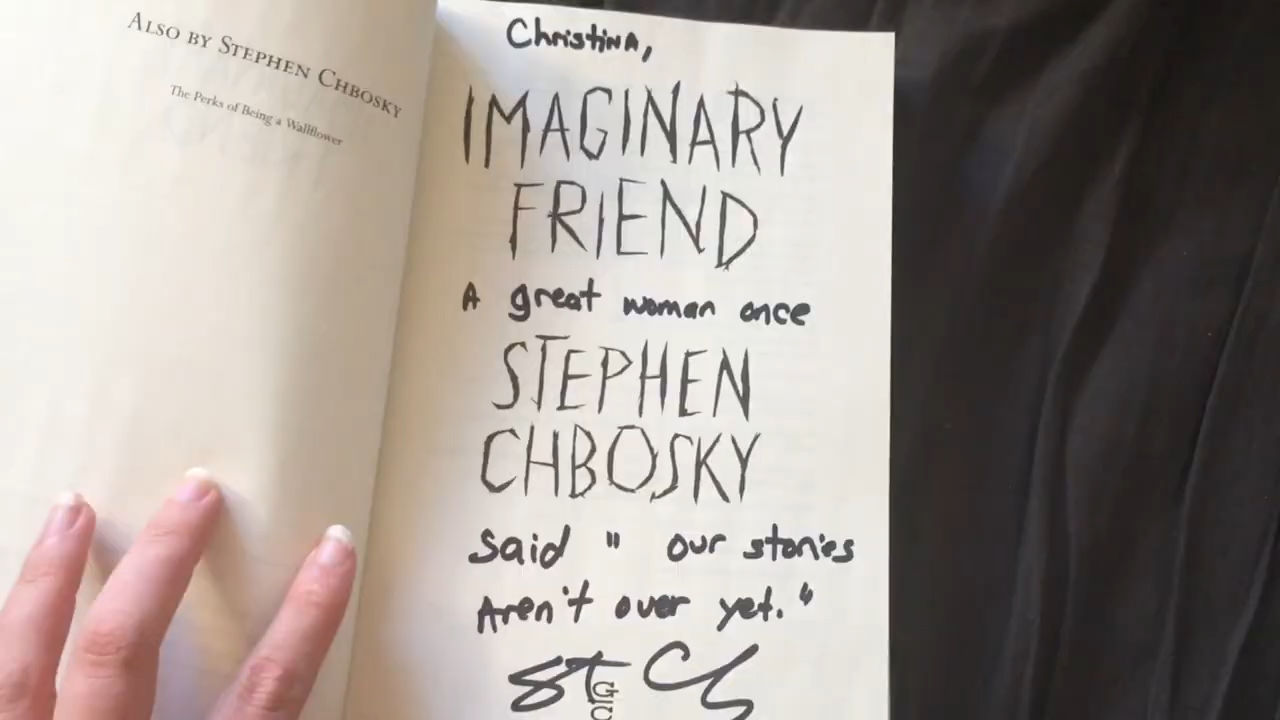 ALSO BY STEPHEN CHBOSKY
The Perks of Being a Wallflower
Christina,
IMAGINARY
FRIEND
A great woman once
STEPHEN
CHBOSKY
said " our stories
Aren't over yet."